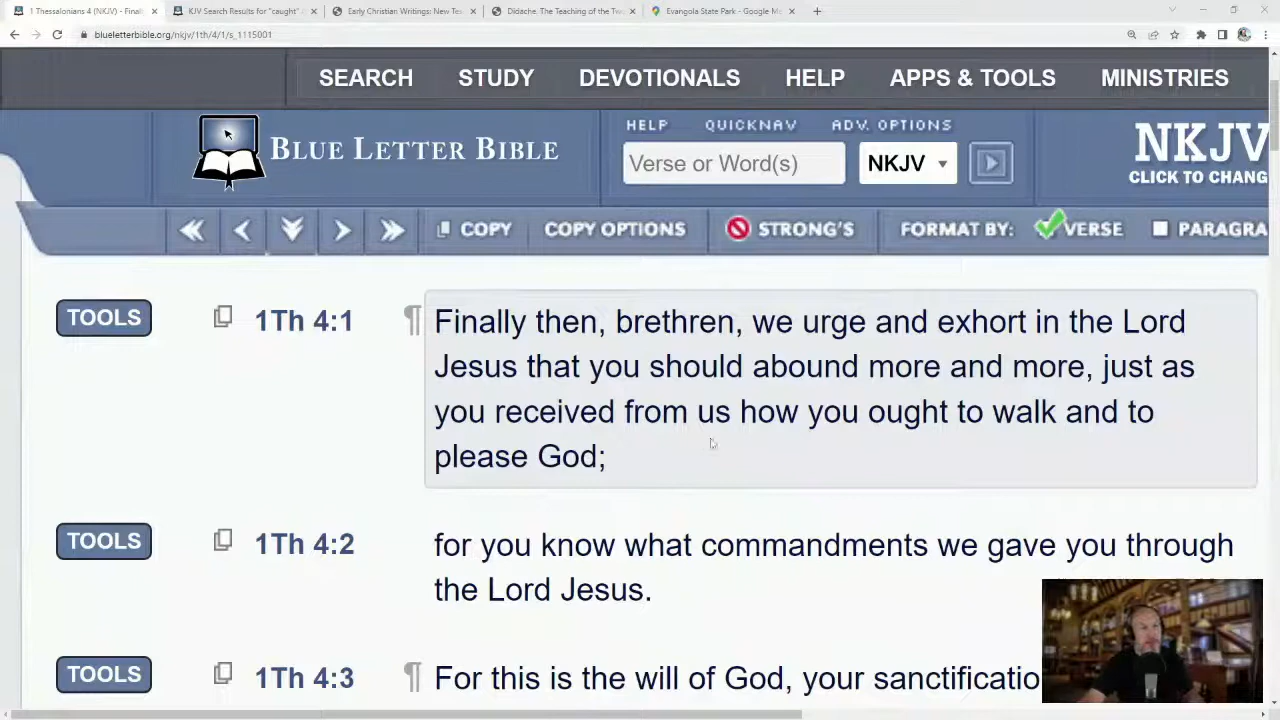 1 Thessalonians 4 (NKJV) - Final
KJV Search Results for "caught"
Early Christian Writings: New Tes
Didache. The Teaching of the Tw
Evangola State Park - Google M
blueletterbible.org/nkjv/1th/4/1/s_1115001
SEARCH STUDY DEVOTIONALS HELP APPS & TOOLS MINISTRIES
HELP QUICKNAV ADV. OPTIONS
BLUE LETTER BIBLE
Verse or Word(s) NKJV
NKJV
CLICK TO CHANG
COPY COPY OPTIONS STRONG'S FORMAT BY: VERSE PARAGRA
TOOLS 1Th 4:1 ¶ Finally then, brethren, we urge and exhort in the Lord
Jesus that you should abound more and more, just as
you received from us how you ought to walk and to
please God;
TOOLS 1Th 4:2 for you know what commandments we gave you through
the Lord Jesus.
TOOLS 1Th 4:3 ¶ For this is the will of God, your sanctificatio